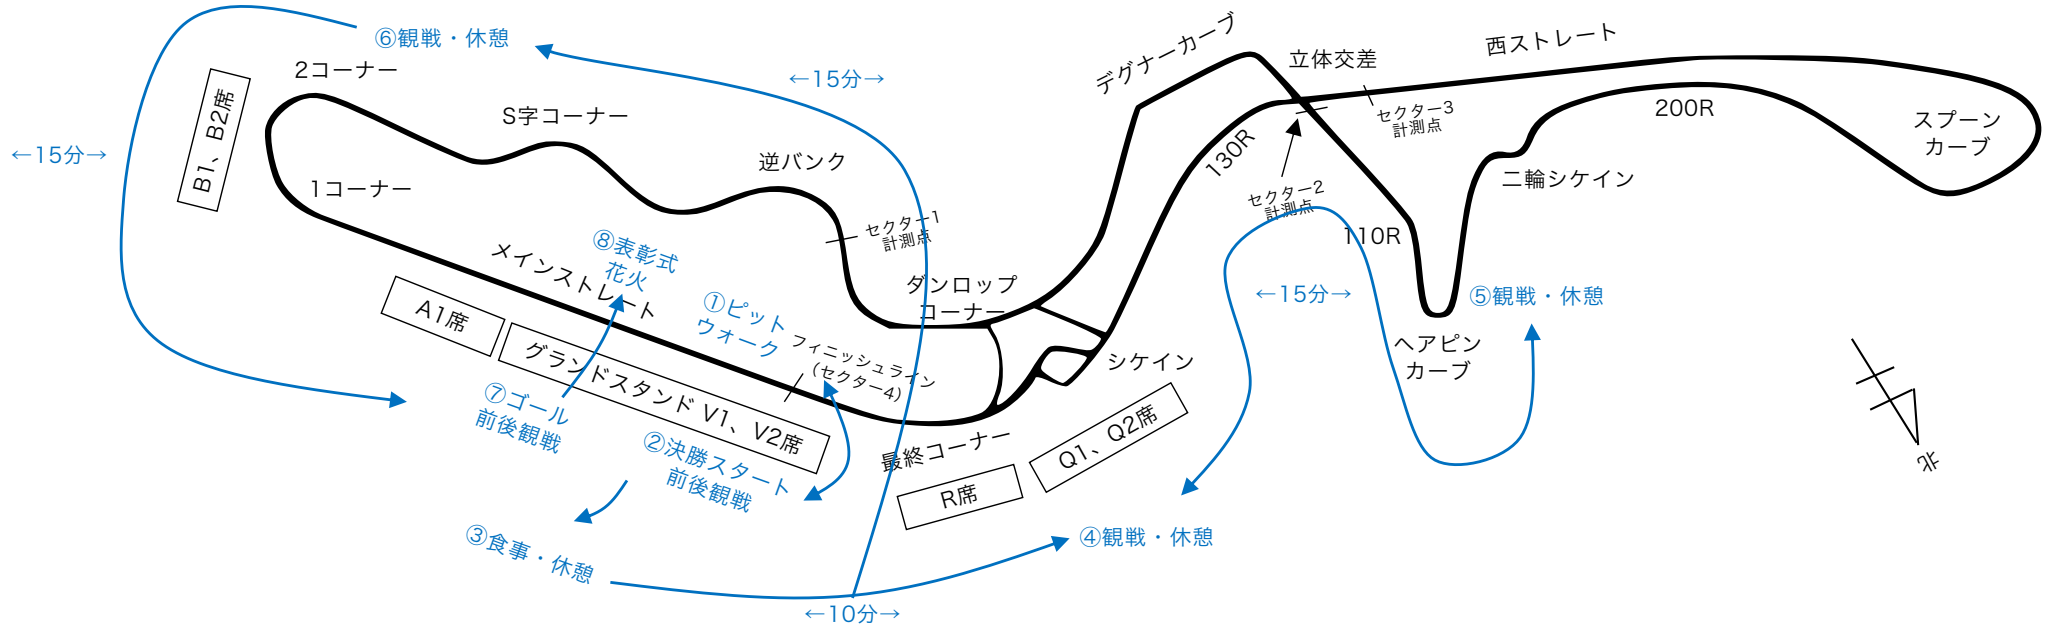 ⑥観戦・休憩
2コーナー
←15分→
B1、B2席
←15分→
S字コーナー
1コーナー
逆バンク
セクター1
計測点
デグナーカーブ
立体交差
西ストレート
セクター3
計測点
200R
スプーン
カーブ
130R
二輪シケイン
セクター2
計測点
110R
メインストレート
⑧表彰式
花火
①ピット
ウォーク
ダンロップ
コーナー
←15分→
⑤観戦・休憩
A1席
グランドスタンド V1、V2席
フィニッシュライン
（セクター4）
シケイン
ヘアピン
カーブ
⑦ゴール
前後観戦
②決勝スタート
前後観戦
最終コーナー
R席
Q1、Q2席
北
③食事・休憩
④観戦・休憩
←10分→